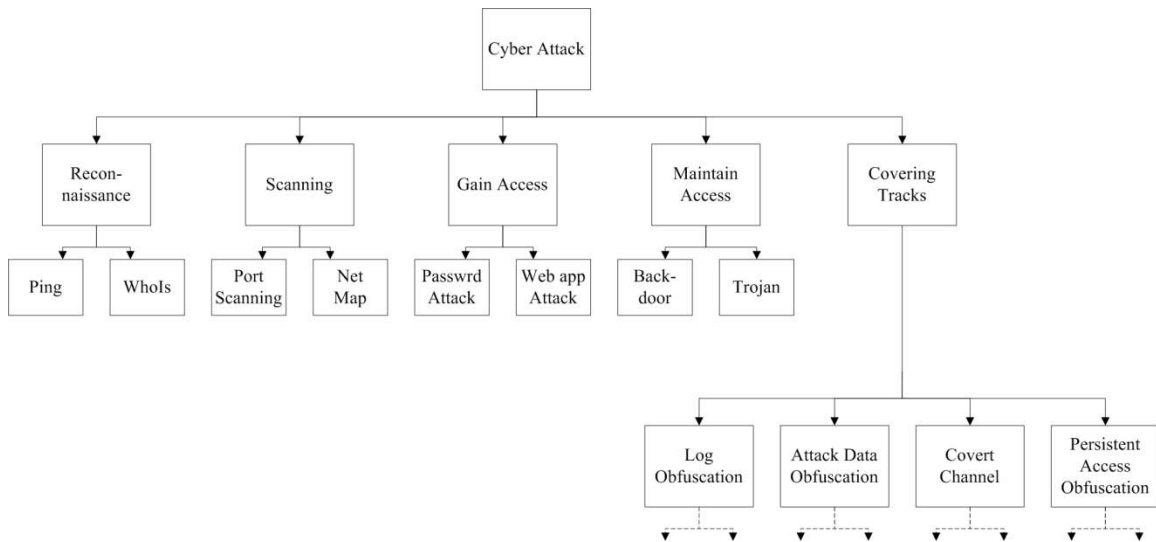 Cyber Attack
Recon-
naissance
Scanning
Gain Access
Maintain
Access
Covering
Tracks
Ping
WhoIs
Port
Scanning
Net
Map
Passwrd
Attack
Web app
Attack
Back-
door
Trojan
Log
Obfuscation
Attack Data
Obfuscation
Covert
Channel
Persistent
Access
Obfuscation